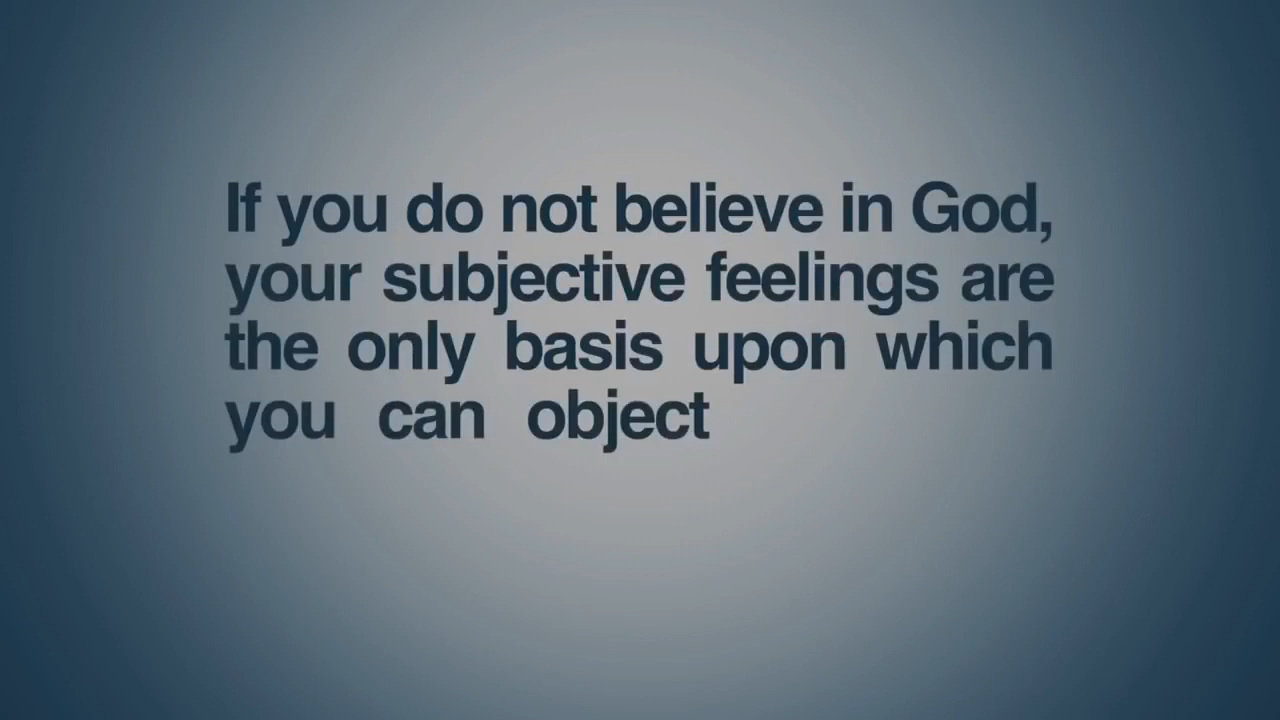 If you do not believe in God,
your subjective feelings are
the only basis upon which
you can object